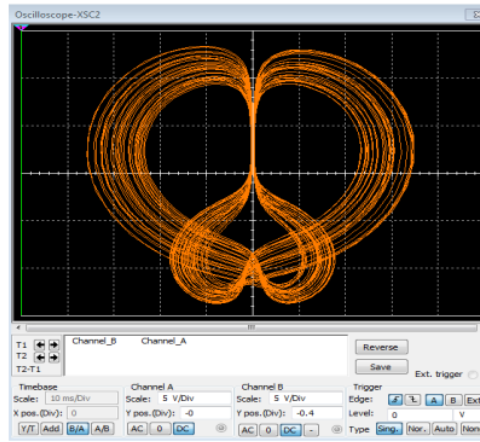 Oscilloscope-XSC2
T1 Channel_B Channel_A
T2
T2-T1
Reverse
Save
Ext. trigger
Timebase Channel A Channel B Trigger
Scale: 10 ms/Div Scale: 5 V/Div Scale: 5 V/Div Edge: A B Ext
X pos.(Div): 0 Y pos.(Div): -0 Y pos.(Div): -0.4 Level: 0 V
Y/T Add B/A A/B AC 0 DC AC 0 DC - Type Sing. Nor. Auto None